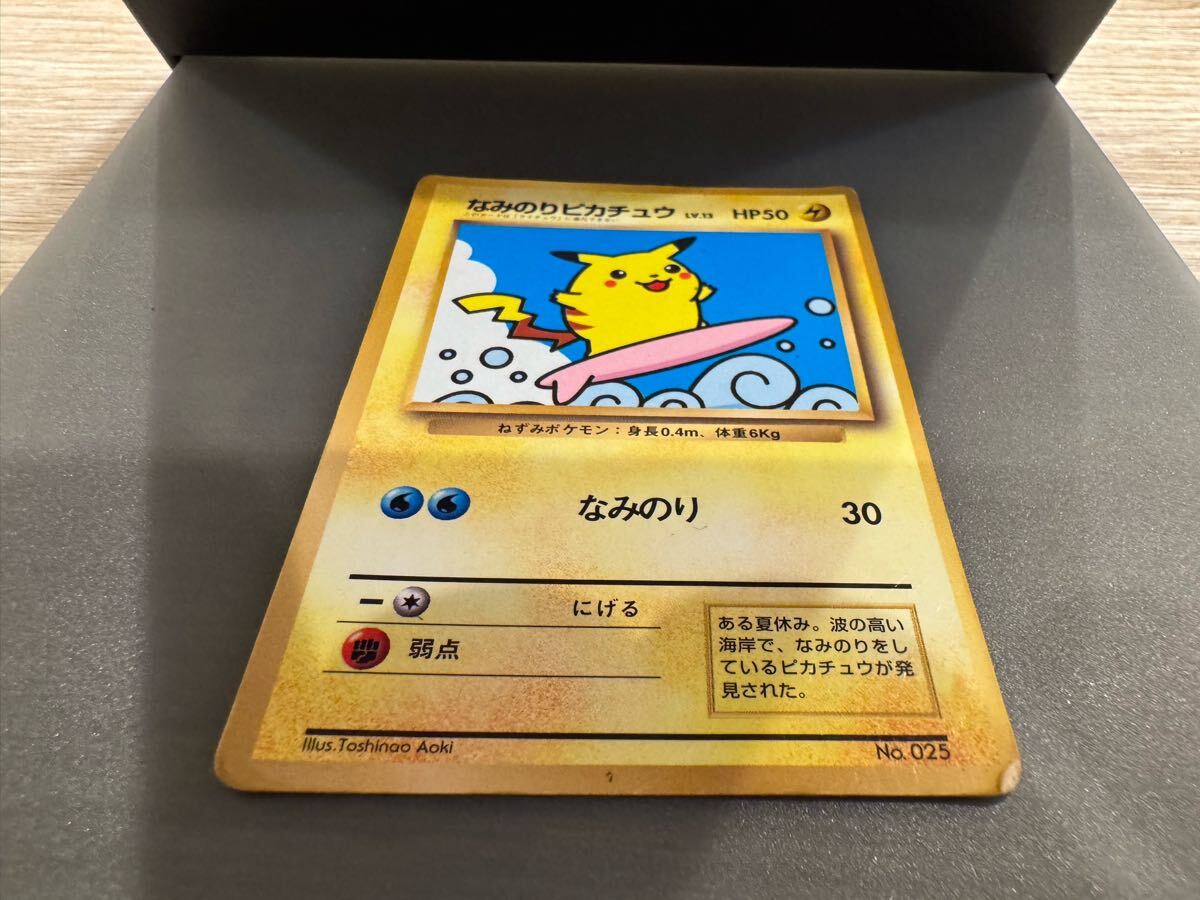 なみのりピカチュウ LV.13 HP50
ねずみポケモン：身長0.4m、体重6Kg
なみのり 30
にげる
弱点
ある夏休み。波の高い
海岸で、なみのりをし
ているピカチュウが発
見された。
Illus.Toshinao Aoki
No.025